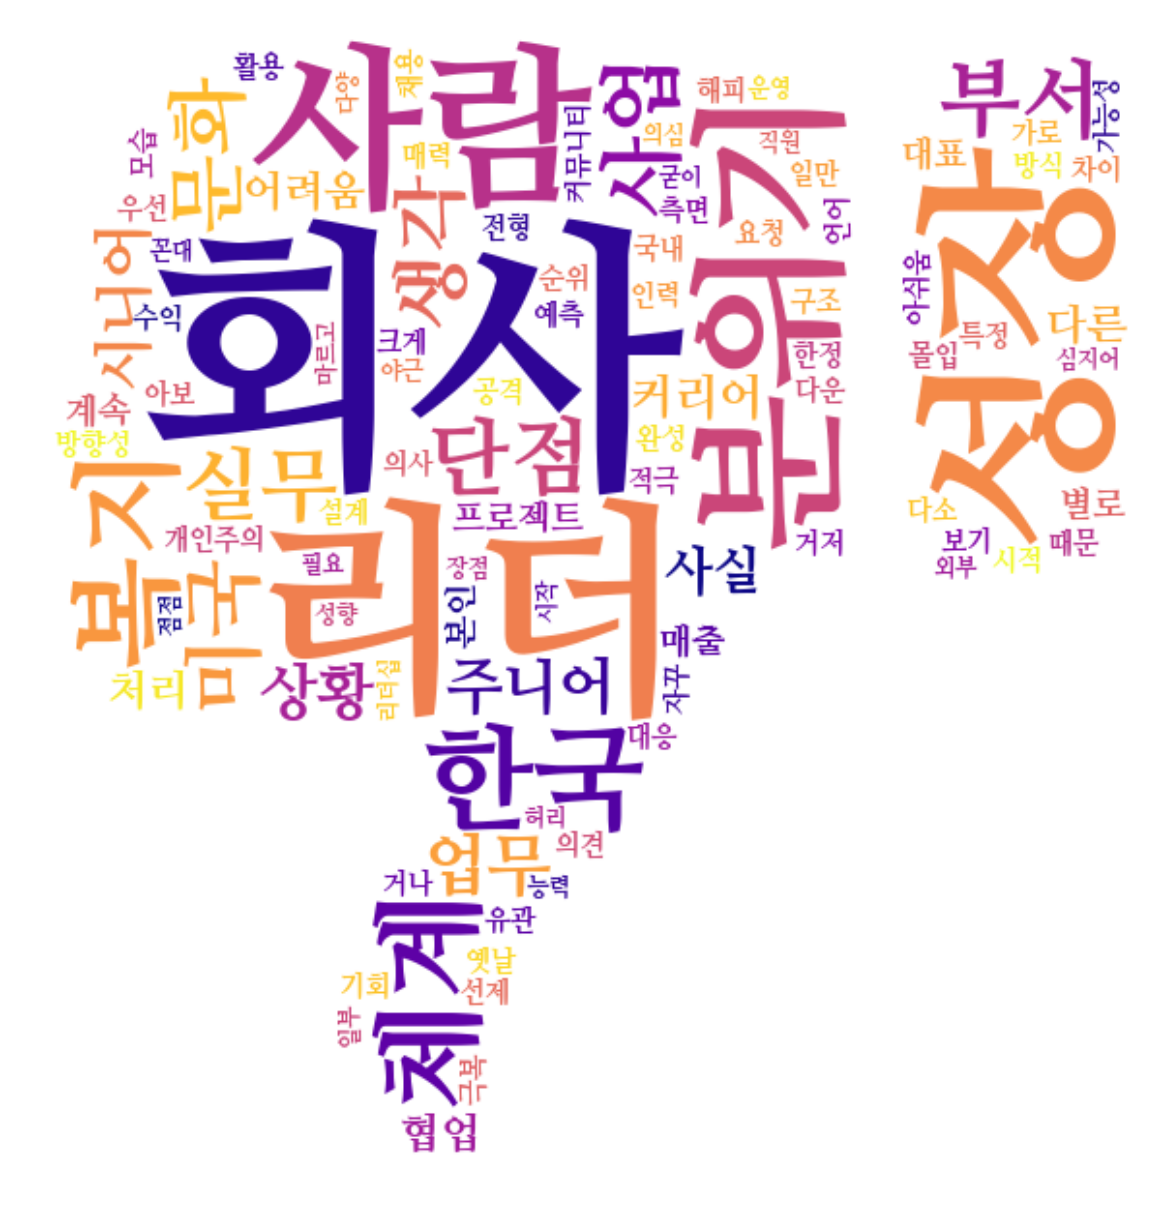 활용
사람
채용
다양
문화
모습
매력
어려움
우선
사업
커뮤니티
해피
운영
의심
직원
굳이
일만
측면
언어
요청
분위기
부서
가능성
가로
대표
방식
차이
성장
아쉬움
다른
특정
몰입
심지어
다소
별로
보기
시적
때문
외부
생각
전형
꼰대
시니어
수익
회사
국내
순위
인력
예측
구조
크게
한정
마르고
야근
아보
공격
커리어
다운
계속
방향성
단점
완성
의사
적극
실무
설계
복지
개인주의
프로젝트
거저
리더
필요
장점
사실
미국
점점
성향
본인
시작
매출
처리
상황
리더십
주니어
자꾸
한국
대응
허리
업무
의견
거나
능력
체계
유관
옛날
기회
선제
일부
극복
협업